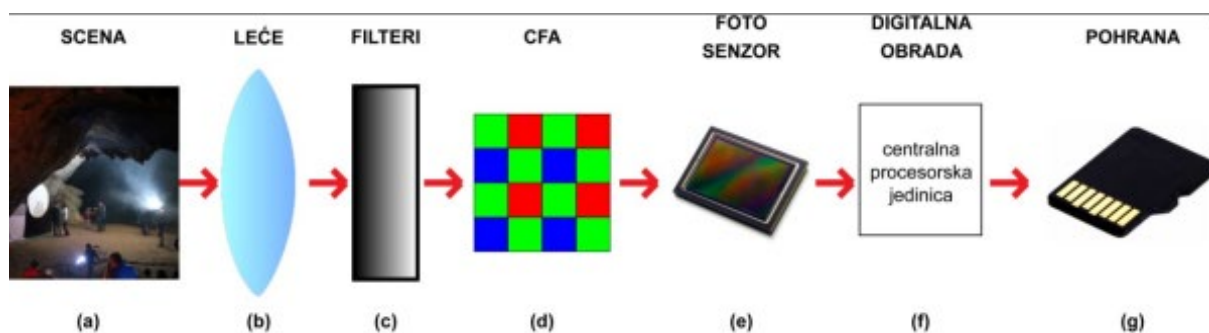 SCENA
LEĆE
FILTERI
CFA
FOTO
SENZOR
DIGITALNA
OBRADA
POHRANA
centralna
procesorska
jedinica
(a)
(b)
(c)
(d)
(e)
(f)
(g)